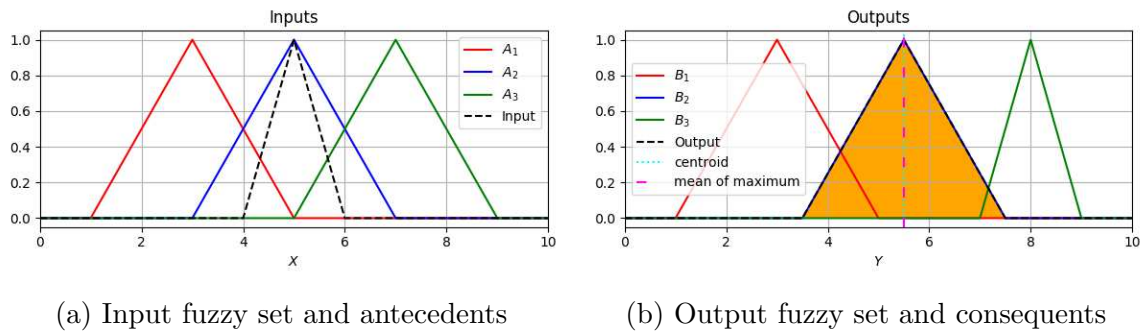 Inputs
1.0
0.8
0.6
0.4
0.2
0.0
A1
A2
A3
Input
0 2 4 6 8 10
X
(a) Input fuzzy set and antecedents
Outputs
1.0
0.8
0.6
0.4
0.2
0.0
B1
B2
B3
Output
centroid
mean of maximum
0 2 4 6 8 10
Y
(b) Output fuzzy set and consequents